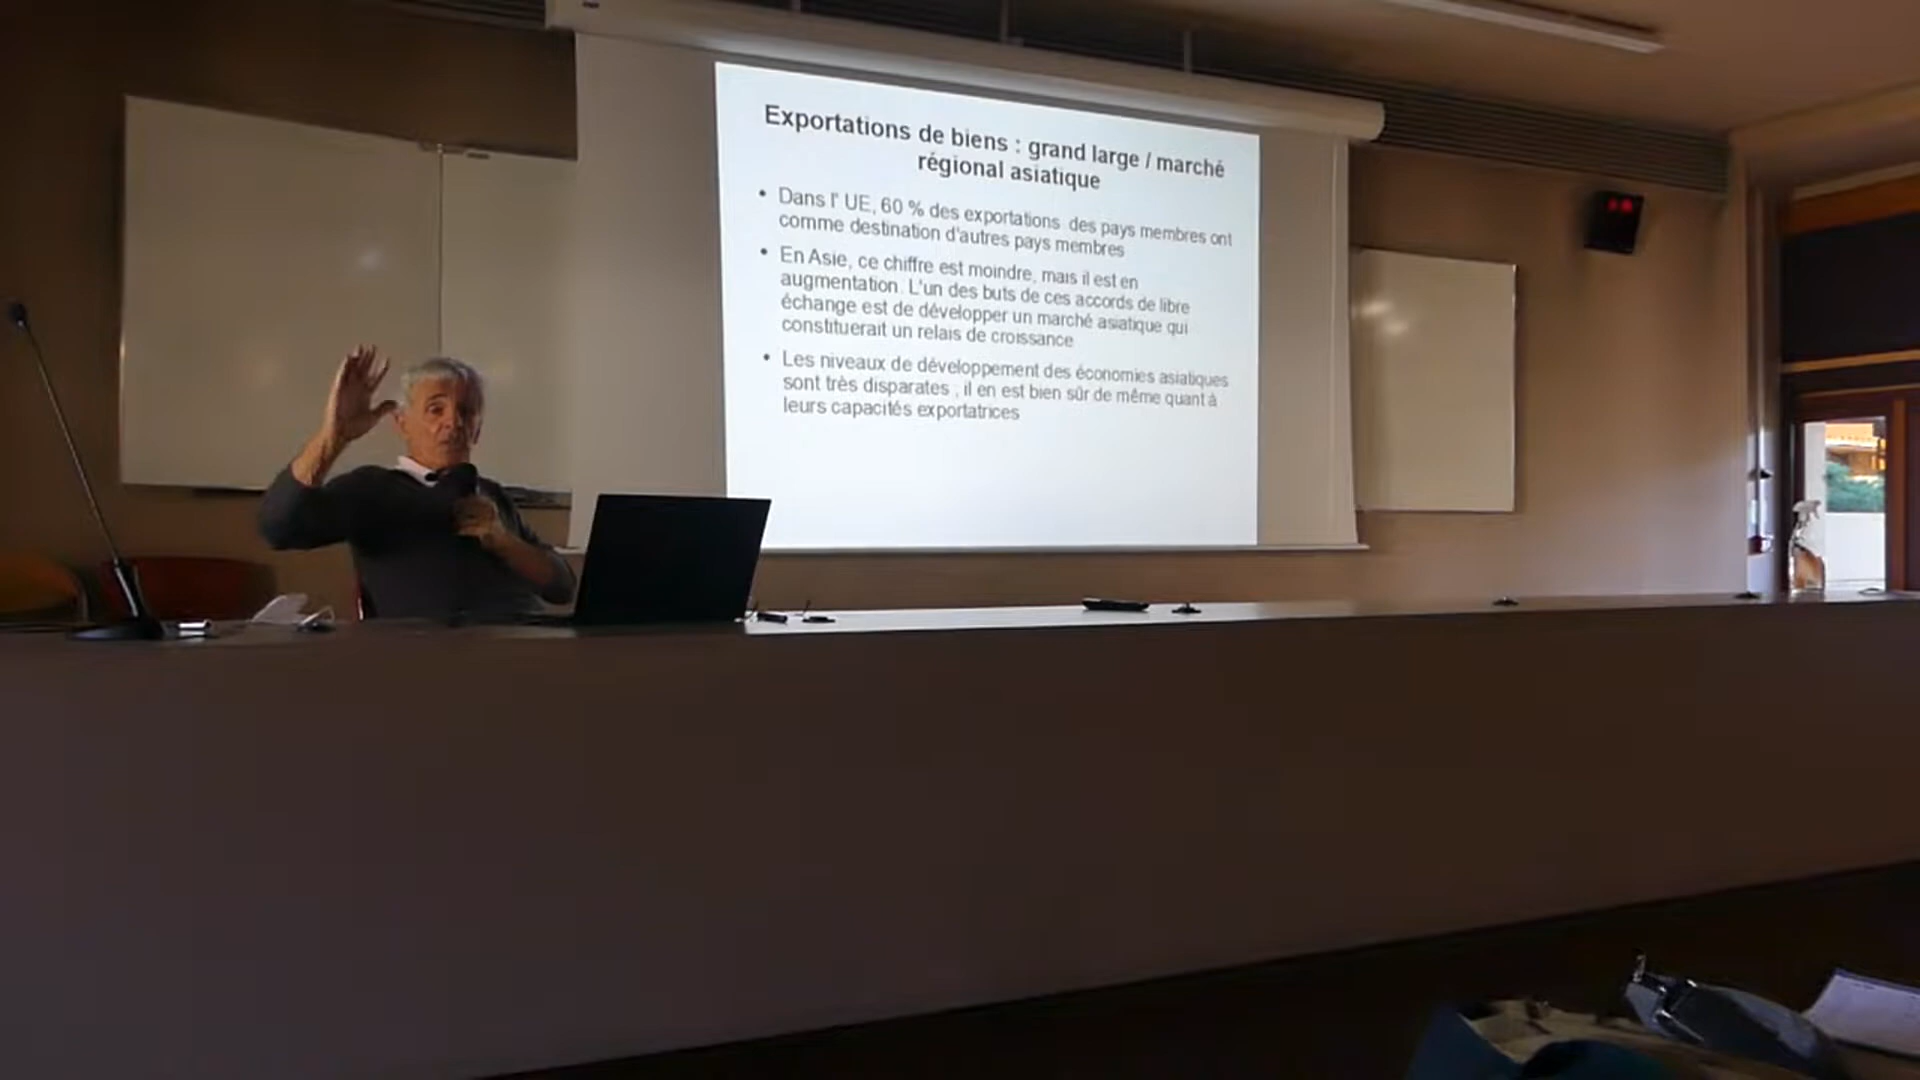 Exportations de biens : grand large / marché
régional asiatique
• Dans l' UE, 60 % des exportations des pays membres ont
comme destination d'autres pays membres
• En Asie, ce chiffre est moindre, mais il est en
augmentation. L'un des buts de ces accords de libre
échange est de développer un marché asiatique qui
constituerait un relais de croissance
• Les niveaux de développement des économies asiatiques
sont très disparates ; il en est bien sûr de même quant à
leurs capacités exportatrices